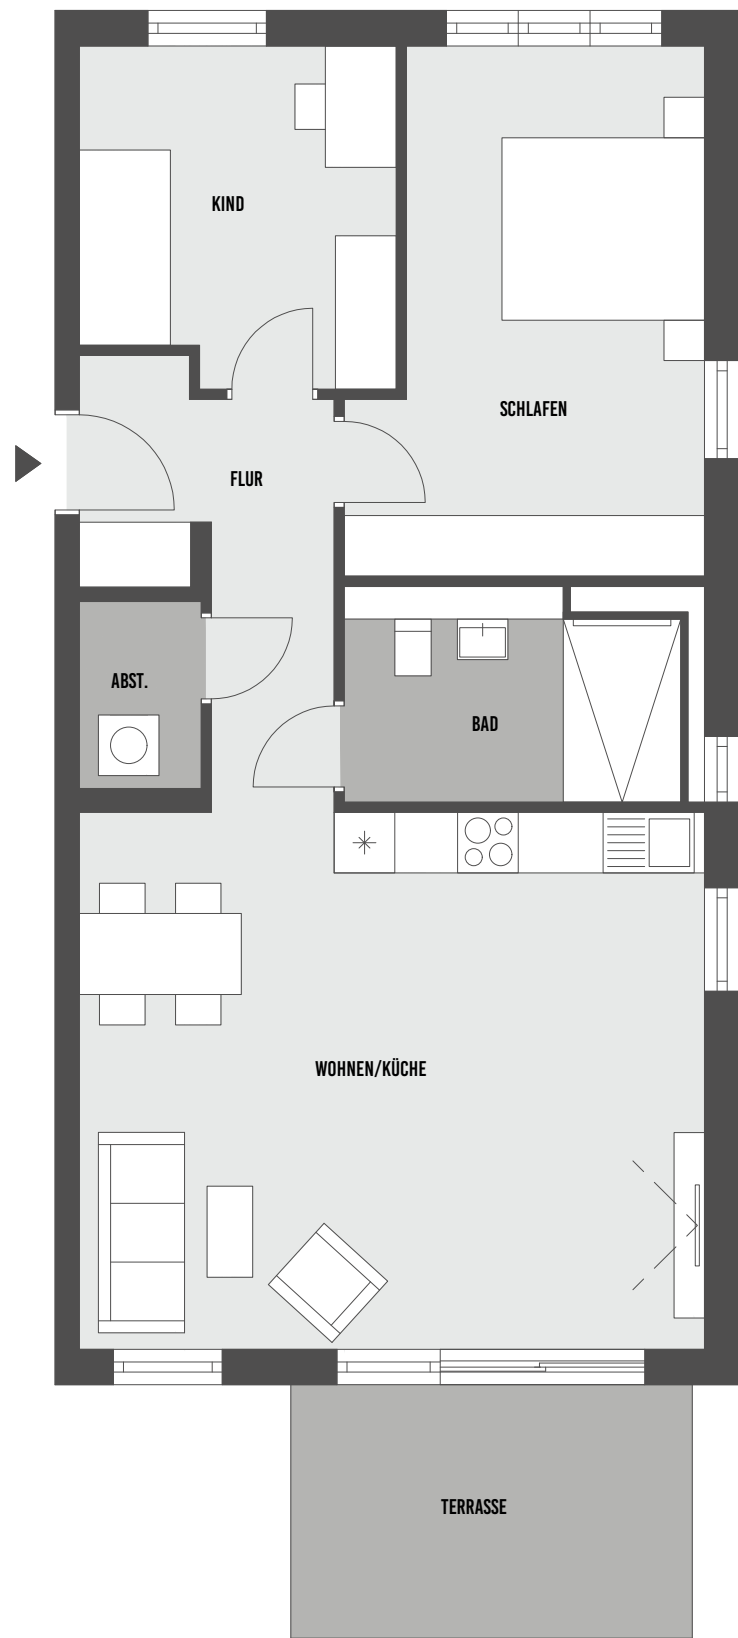 KIND
SCHLAFEN
FLUR
ABST.
BAD
WOHNEN/KÜCHE
TERRASSE